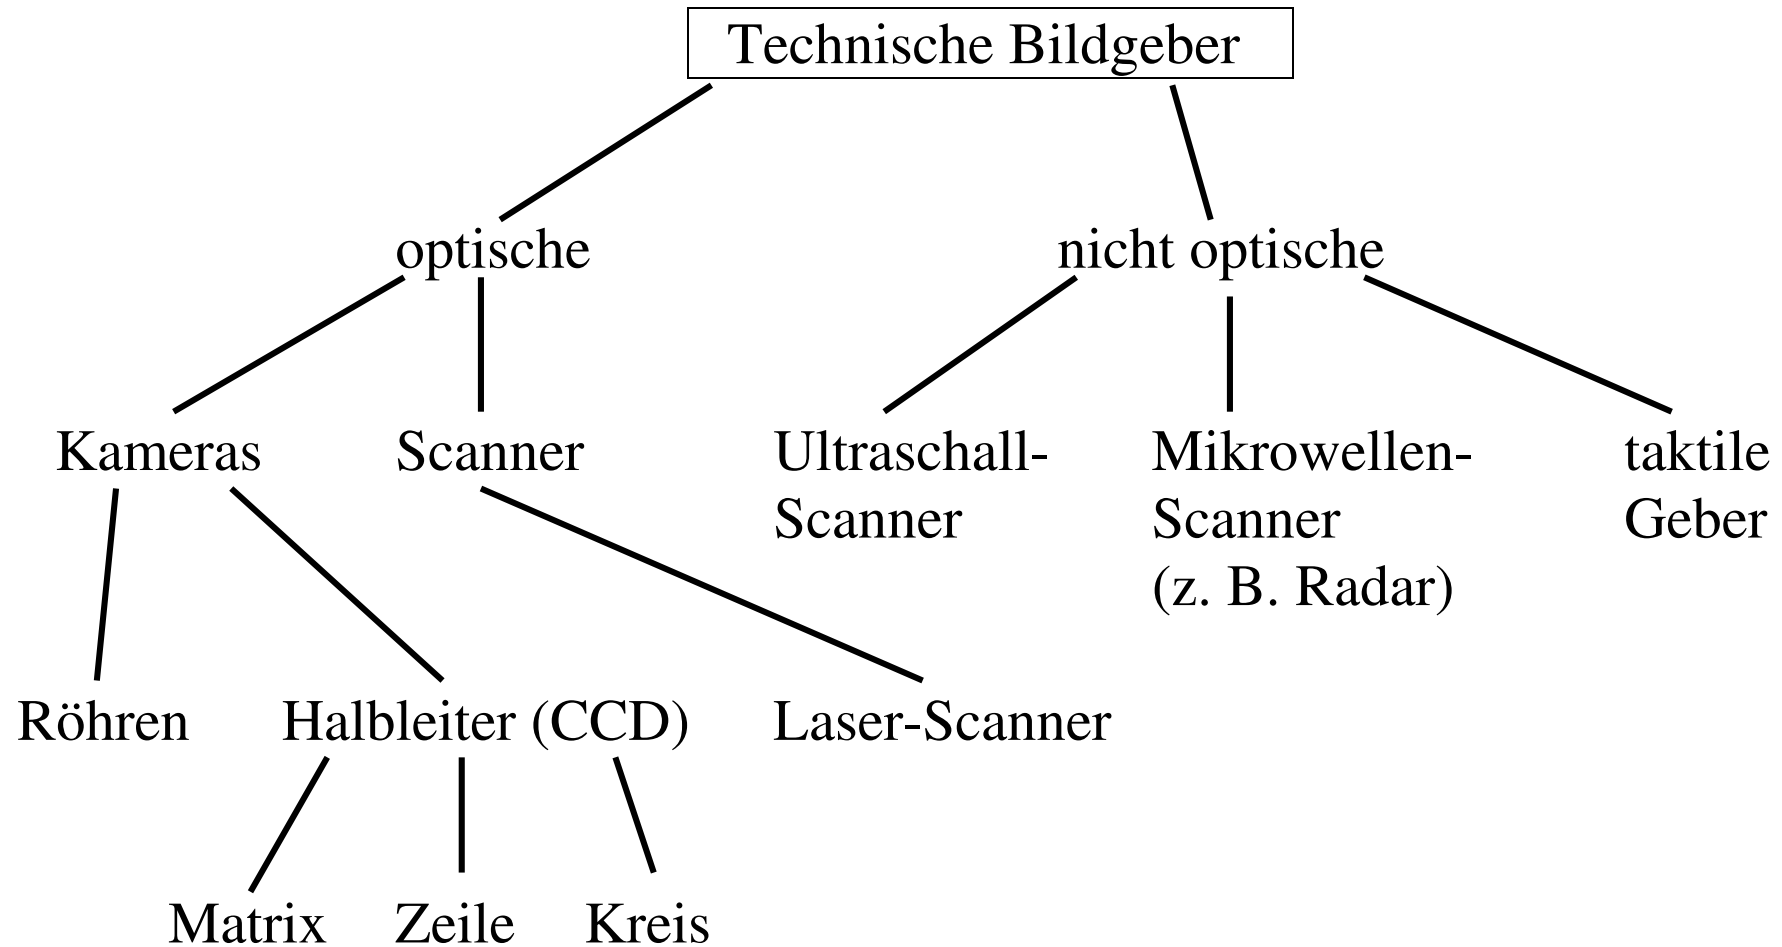 Technische Bildgeber
optische
nicht optische
Kameras
Scanner
Ultraschall-
Scanner
Mikrowellen-
Scanner
(z. B. Radar)
taktile
Geber
Röhren
Halbleiter (CCD)
Laser-Scanner
Matrix
Zeile
Kreis